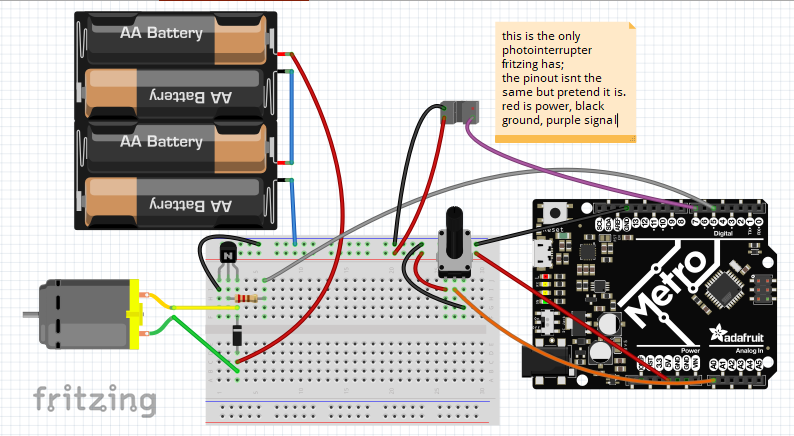 AA Battery
AA Battery
AA Battery
AA Battery
this is the only
photointerrupter
fritzing has;
the pinout isnt the
same but pretend it is.
red is power, black
ground, purple signal
N
Digital
Metro
adafruit
Power
Analog In
fritzing